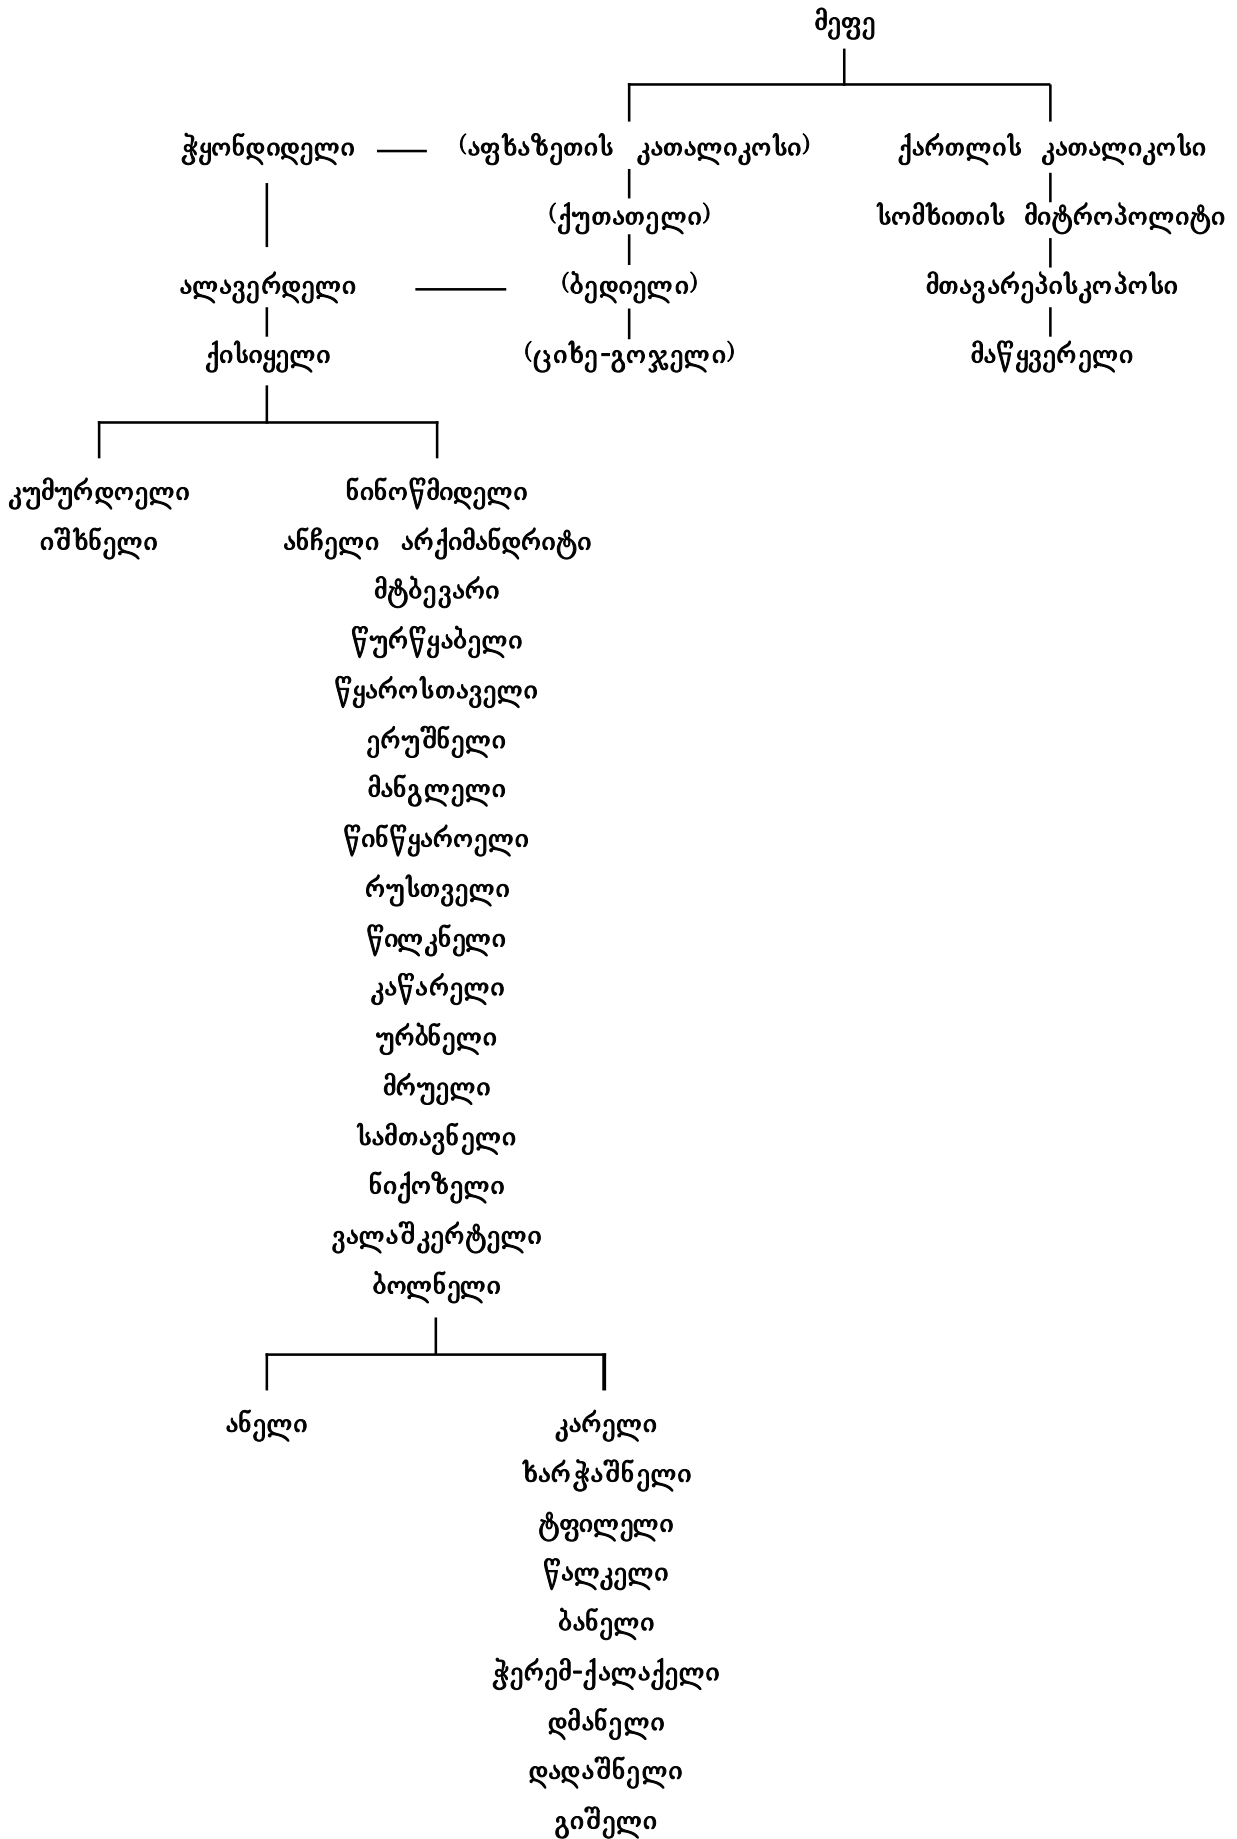 მეფე
ჭყონდიდელი (აფხაზეთის კათალიკოსი) ქართლის კათალიკოსი
(ქუთათელი) სომხითის მიტროპოლიტი
ალავერდელი (ბედიელი) მთავარეპისკოპოსი
ქისიყელი (ციხე-გოჯელი) მაწყვერელი
კუმურდოელი ნინოწმიდელი
იშხნელი ანჩელი არქიმანდრიტი
მტბევარი
წურწყაბელი
წყაროსთაველი
ერუშნელი
მანგლელი
წინწყაროელი
რუსთველი
წილკნელი
კაწარელი
ურბნელი
მრუელი
სამთავნელი
ნიქოზელი
ვალაშკერტელი
ბოლნელი
ანელი კარელი
ხარჭაშნელი
ტფილელი
წალკელი
ბანელი
ჭერემ-ქალაქელი
დმანელი
დადაშნელი
გიშელი